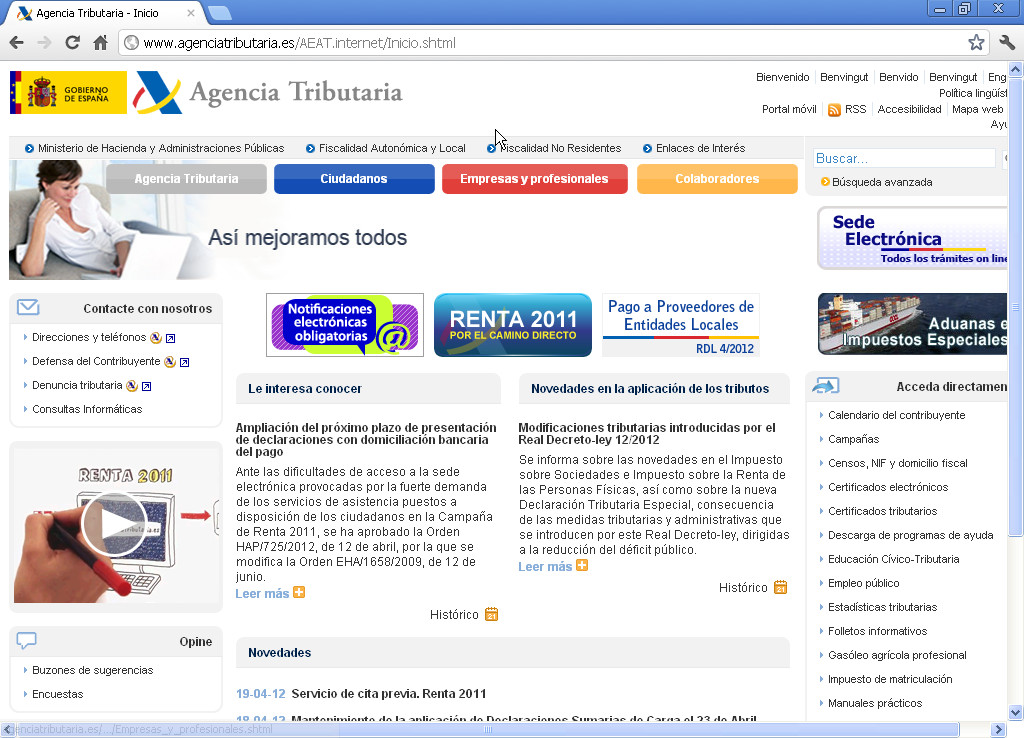 Agencia Tributaria - Inicio
www.agenciatributaria.es/AEAT.internet/Inicio.shtml
GOBIERNO
DE ESPAÑA
Agencia Tributaria
Bienvenido Benvingut Benvido Benvingut Eng
Política lingüíst
Portal móvil RSS Accesibilidad Mapa web
Ayu
Ministerio de Hacienda y Administraciones Públicas Fiscalidad Autonómica y Local Fiscalidad No Residentes Enlaces de Interés
Buscar...
Búsqueda avanzada
Agencia Tributaria Ciudadanos Empresas y profesionales Colaboradores
Así mejoramos todos
Sede
Electrónica
Todos los trámites on line
Contacte con nosotros
Direcciones y teléfonos
Defensa del Contribuyente
Denuncia tributaria
Consultas Informáticas
RENTA 2011
Opine
Buzones de sugerencias
Encuestas
Notificaciones
electrónicas
obligatorias
@
RENTA 2011
POR EL CAMINO DIRECTO
Pago a Proveedores de
Entidades Locales
RDL 4/2012
Le interesa conocer
Ampliación del próximo plazo de presentación
de declaraciones con domiciliación bancaria
del pago
Ante las dificultades de acceso a la sede
electrónica provocadas por la fuerte demanda
de los servicios de asistencia puestos a
disposición de los ciudadanos en la Campaña
de Renta 2011, se ha aprobado la Orden
HAP/725/2012, de 12 de abril, por la que se
modifica la Orden EHA/1658/2009, de 12 de
junio.
Leer más
Histórico
Novedades en la aplicación de los tributos
Modificaciones tributarias introducidas por el
Real Decreto-ley 12/2012
Se informa sobre las novedades en el Impuesto
sobre Sociedades e Impuesto sobre la Renta de
las Personas Físicas, así como sobre la nueva
Declaración Tributaria Especial, consecuencia
de las medidas tributarias y administrativas que
se introducen por este Real Decreto-ley, dirigidas
a la reducción del déficit público.
Leer más
Histórico
Novedades
19-04-12 Servicio de cita previa. Renta 2011
18-04-12 Mantenimiento de la aplicación de Declaraciones Sumarias de Carga el 23 de Abril
Aduanas e
Impuestos Especiales
Acceda directamen
Calendario del contribuyente
Campañas
Censos, NIF y domicilio fiscal
Certificados electrónicos
Certificados tributarios
Descarga de programas de ayuda
Educación Cívico-Tributaria
Empleo público
Estadísticas tributarias
Folletos informativos
Gasóleo agrícola profesional
Impuesto de matriculación
Manuales prácticos
agenciatributaria.es/.../Empresas_y_profesionales.shtml